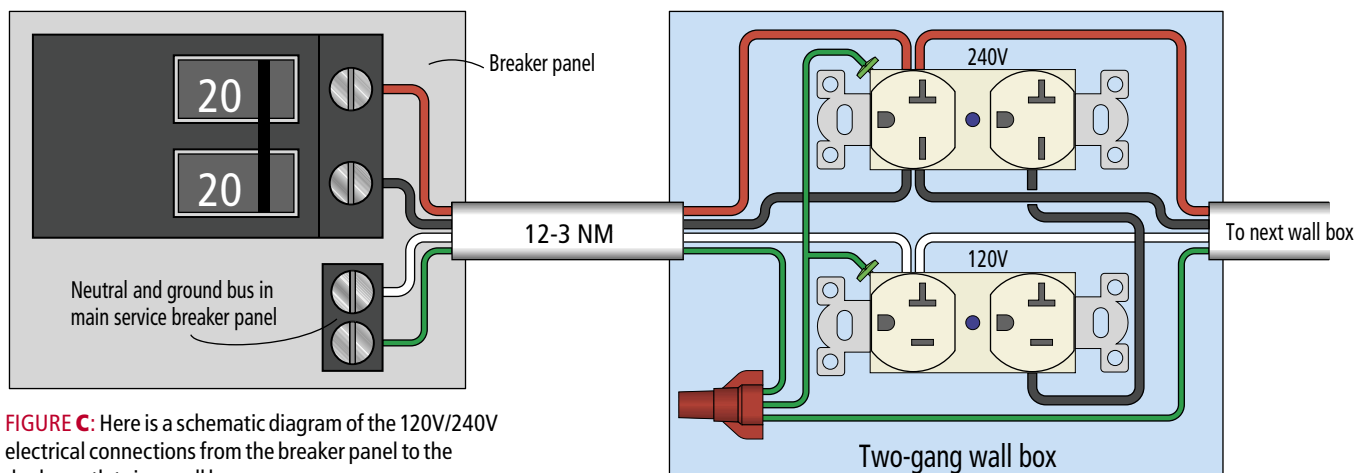 20
20
Breaker panel
Neutral and ground bus in
main service breaker panel
12-3 NM
240V
120V
To next wall box
Two-gang wall box
FIGURE C: Here is a schematic diagram of the 120V/240V
electrical connections from the breaker panel to the